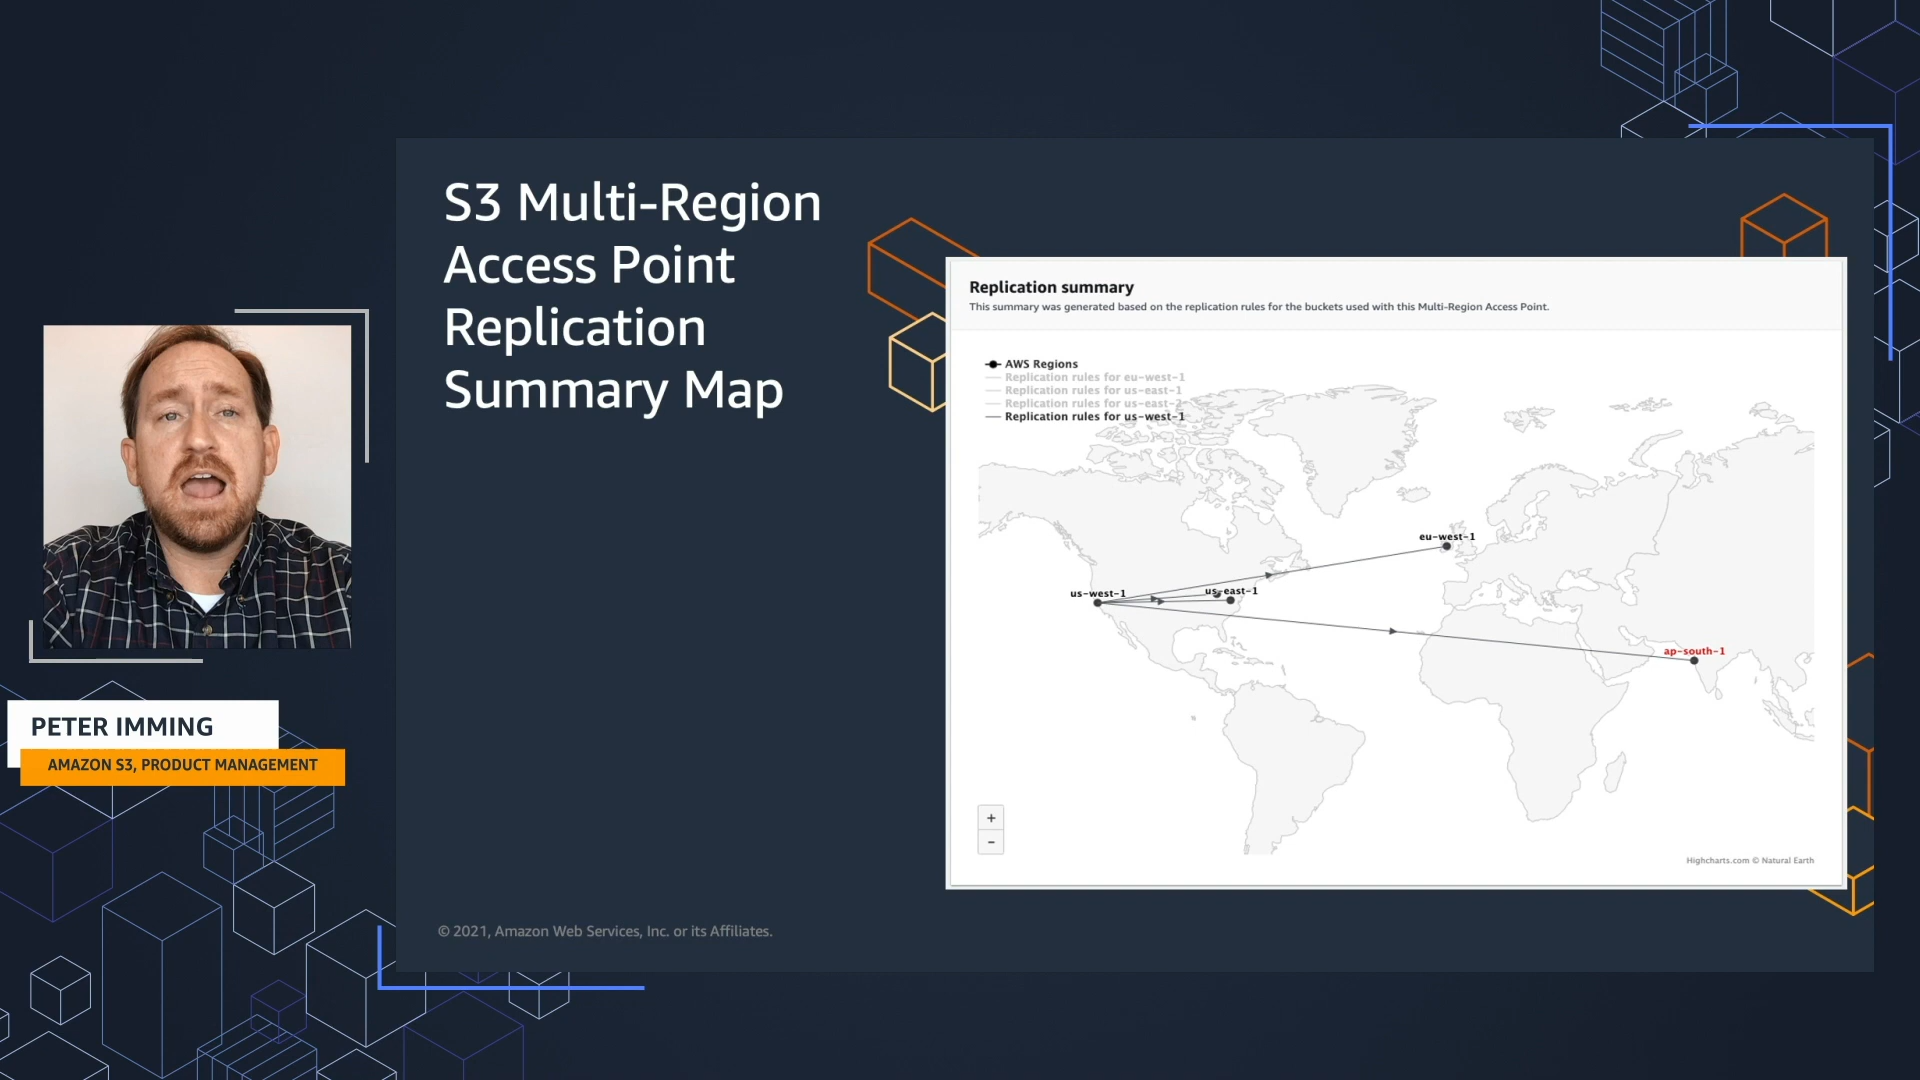 S3 Multi-Region
Access Point
Replication
Summary Map
Replication summary
This summary was generated based on the replication rules for the buckets used with this Multi-Region Access Point.
AWS Regions
Replication rules for eu-west-1
Replication rules for us-east-1
Replication rules for us-east-2
Replication rules for us-west-1
eu-west-1
us-west-1
us-east-1
ap-south-1
+
-
Highcharts.com © Natural Earth
PETER IMMING
AMAZON S3, PRODUCT MANAGEMENT
© 2021, Amazon Web Services, Inc. or its Affiliates.